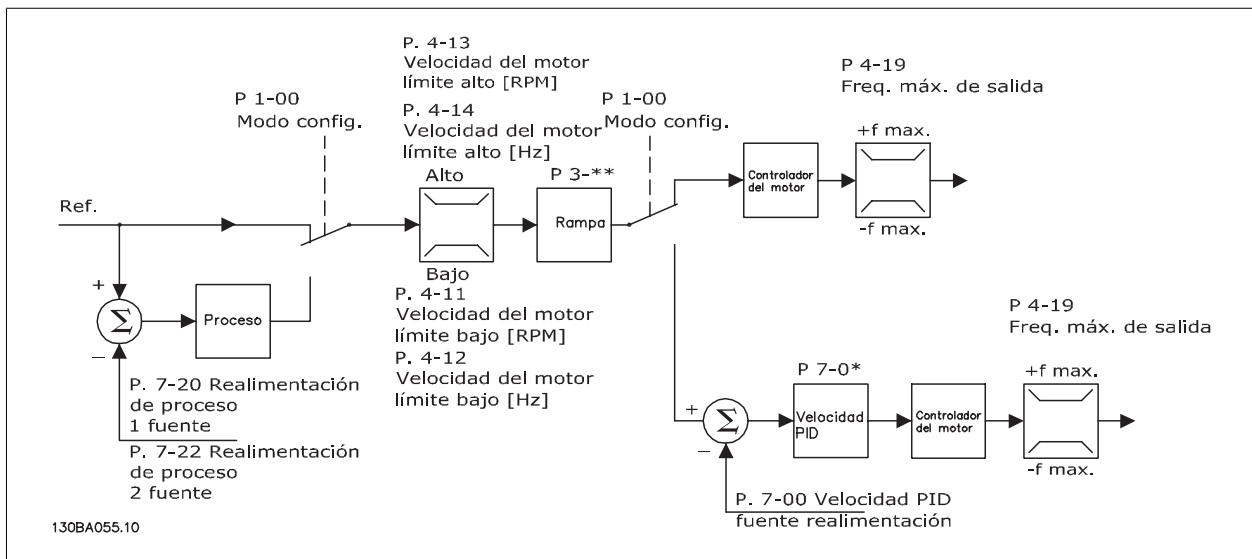 P. 4-13
Velocidad del motor
límite alto [RPM]
P. 4-14
Velocidad del motor
límite alto [Hz]
P 4-19
Freq. máx. de salida
P 1-00
Modo config.
P 1-00
Modo config.
+f max.
Alto
P 3-**
Controlador
del motor
Ref.
Rampa
-f max.
Bajo
+
Σ
−
Proceso
P. 4-11
Velocidad del motor
límite bajo [RPM]
P. 4-12
Velocidad del motor
límite bajo [Hz]
P 4-19
Freq. máx. de salida
P. 7-20 Realimentación
de proceso
1 fuente
P. 7-22 Realimentación
de proceso
2 fuente
P 7-0*
+f max.
+
Σ
−
Velocidad
PID
Controlador
del motor
-f max.
P. 7-00 Velocidad PID
fuente realimentación
130BA055.10